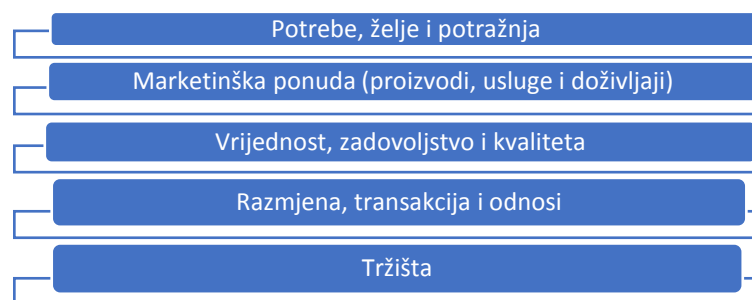 Potrebe, želje i potražnja
Marketinška ponuda (proizvodi, usluge i doživljaji)
Vrijednost, zadovoljstvo i kvaliteta
Razmjena, transakcija i odnosi
Tržišta